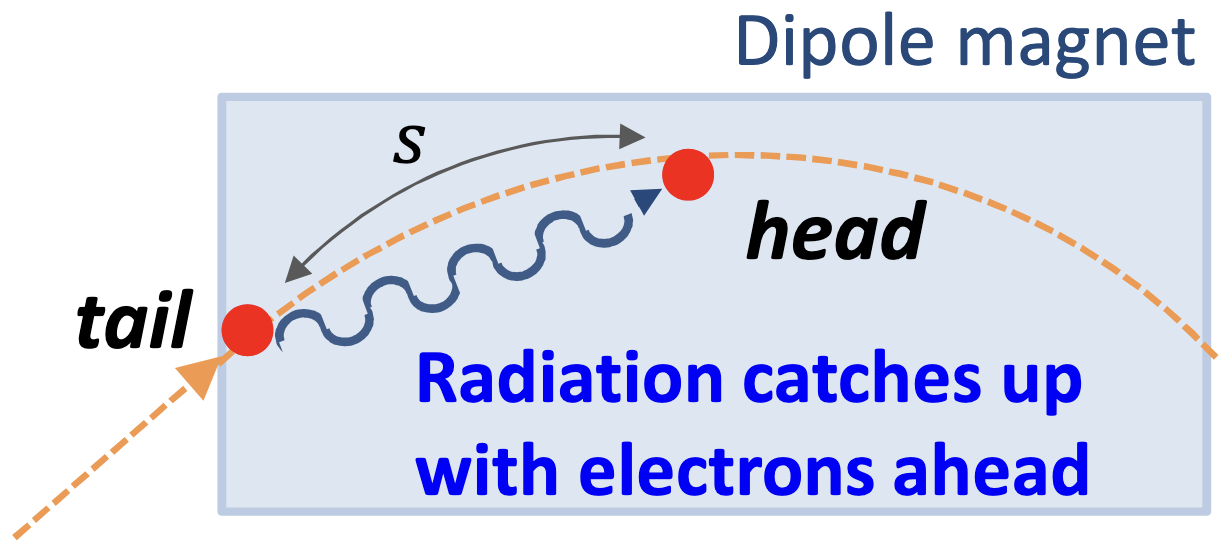 Dipole magnet
S
head
tail
Radiation catches up
with electrons ahead